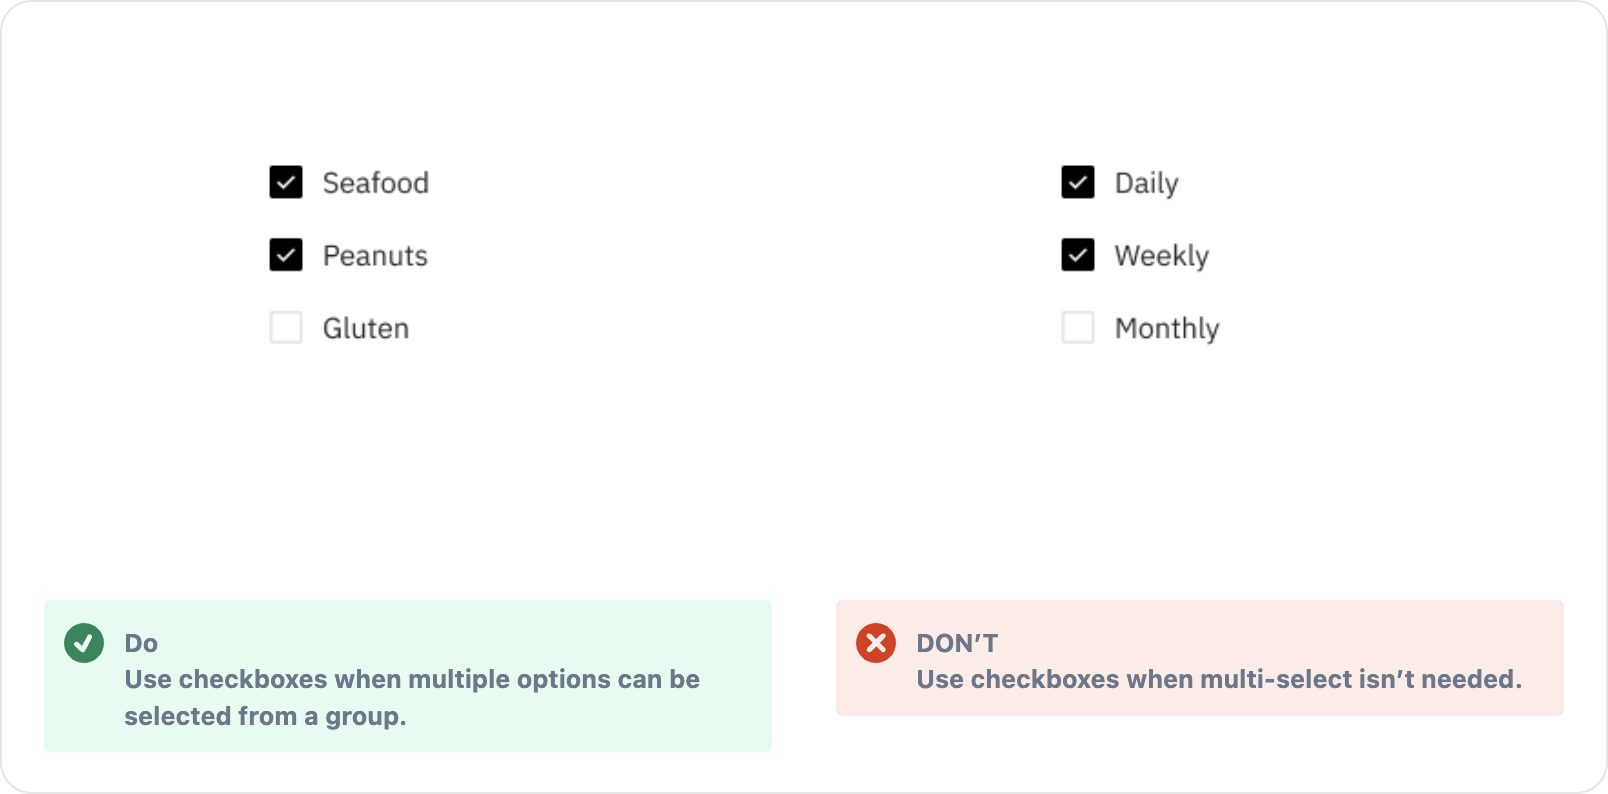 Seafood
Peanuts
Gluten
Daily
Weekly
Monthly
Do
Use checkboxes when multiple options can be
selected from a group.
DON’T
Use checkboxes when multi-select isn’t needed.